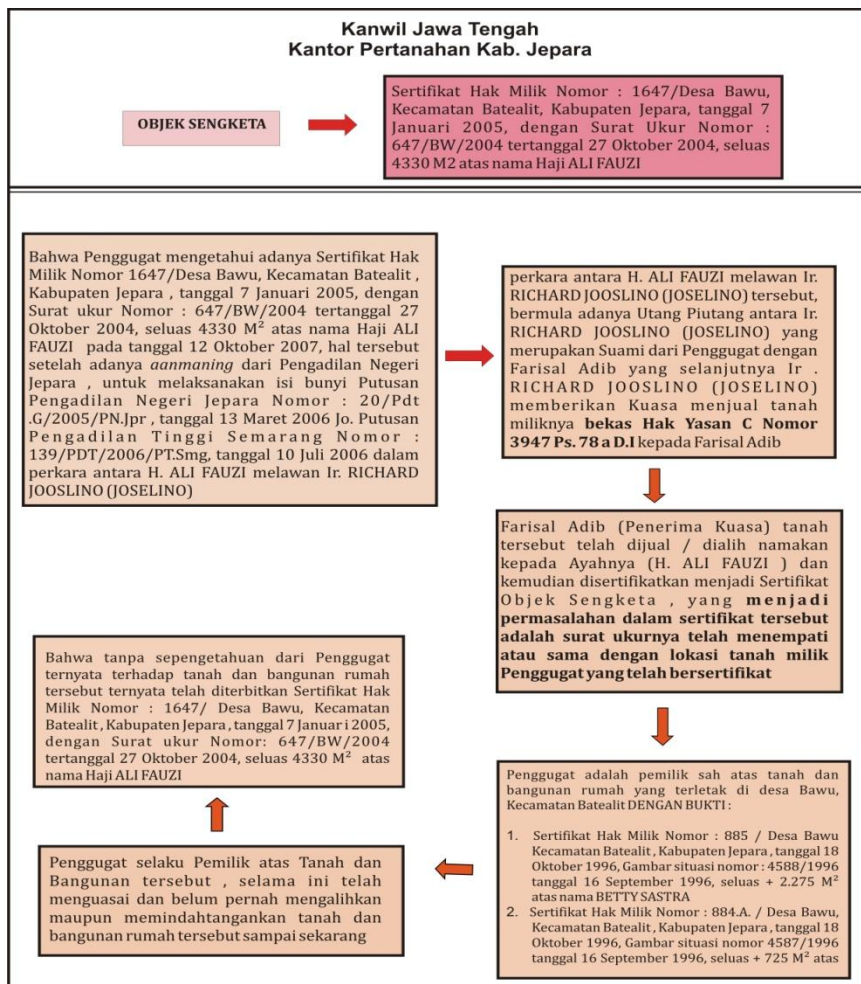 Kanwil Jawa Tengah
Kantor Pertanahan Kab. Jepara
OBJEK SENGKETA
Sertifikat Hak Milik Nomor : 1647/Desa Bawu,
Kecamatan Batealit, Kabupaten Jepara, tanggal 7
Januari 2005, dengan Surat Ukur Nomor :
647/BW/2004 tertanggal 27 Oktober 2004, seluas
4330 M2 atas nama Haji ALI FAUZI
Bahwa Penggugat mengetahui adanya Sertifikat Hak
Milik Nomor 1647/Desa Bawu, Kecamatan Batealit ,
Kabupaten Jepara , tanggal 7 Januari 2005, dengan
Surat ukur Nomor : 647/BW/2004 tertanggal 27
Oktober 2004, seluas 4330 M² atas nama Haji ALI
FAUZI pada tanggal 12 Oktober 2007, hal tersebut
setelah adanya aanmaning dari Pengadilan Negeri
Jepara , untuk melaksanakan isi bunyi Putusan
Pengadilan Negeri Jepara Nomor : 20/Pdt
.G/2005/PN.Jpr , tanggal 13 Maret 2006 Jo. Putusan
Pengadilan Tinggi Semarang Nomor :
139/PDT/2006/PT.Smg, tanggal 10 Juli 2006 dalam
perkara antara H. ALI FAUZI melawan Ir. RICHARD
JOOSLINO (JOSELINO)
perkara antara H. ALI FAUZI melawan Ir.
RICHARD JOOSLINO (JOSELINO) tersebut,
bermula adanya Utang Piutang antara Ir.
RICHARD JOOSLINO (JOSELINO) yang
merupakan Suami dari Penggugat dengan
Farisal Adib yang selanjutnya Ir .
RICHARD JOOSLINO (JOSELINO)
memberikan Kuasa menjual tanah
miliknya bekas Hak Yasan C Nomor
3947 Ps. 78 a D.I kepada Farisal Adib
Farisal Adib (Penerima Kuasa) tanah
tersebut telah dijual / dialih namakan
kepada Ayahnya (H. ALI FAUZI ) dan
kemudian disertifikatkan menjadi Sertifikat
Objek Sengketa , yang menjadi
permasalahan dalam sertifikat tersebut
adalah surat ukurnya telah menempati
atau sama dengan lokasi tanah milik
Penggugat yang telah bersertifikat
Penggugat adalah pemilik sah atas tanah dan
bangunan rumah yang terletak di desa Bawu,
Kecamatan Batealit DENGAN BUKTI :
1. Sertifikat Hak Milik Nomor : 885 / Desa Bawu
Kecamatan Batealit , Kabupaten Jepara , tanggal 18
Oktober 1996, Gambar situasi nomor : 4588/1996
tanggal 16 September 1996, seluas + 2.275 M²
atas nama BETTY SASTRA
2. Sertifikat Hak Milik Nomor : 884.A. / Desa Bawu,
Kecamatan Batealit , Kabupaten Jepara , tanggal 18
Oktober 1996, Gambar situasi nomor 4587/1996
tanggal 16 September 1996, seluas + 725 M² atas
Penggugat selaku Pemilik atas Tanah dan
Bangunan tersebut , selama ini telah
menguasai dan belum pernah mengalihkan
maupun memindahtangankan tanah dan
bangunan rumah tersebut sampai sekarang
Bahwa tanpa sepengetahuan dari Penggugat
ternyata terhadap tanah dan bangunan rumah
tersebut ternyata telah diterbitkan Sertifikat Hak
Milik Nomor : 1647/ Desa Bawu, Kecamatan
Batealit , Kabupaten Jepara , tanggal 7 Januar i 2005,
dengan Surat ukur Nomor: 647/BW/2004
tertanggal 27 Oktober 2004, seluas 4330 M² atas
nama Haji ALI FAUZI